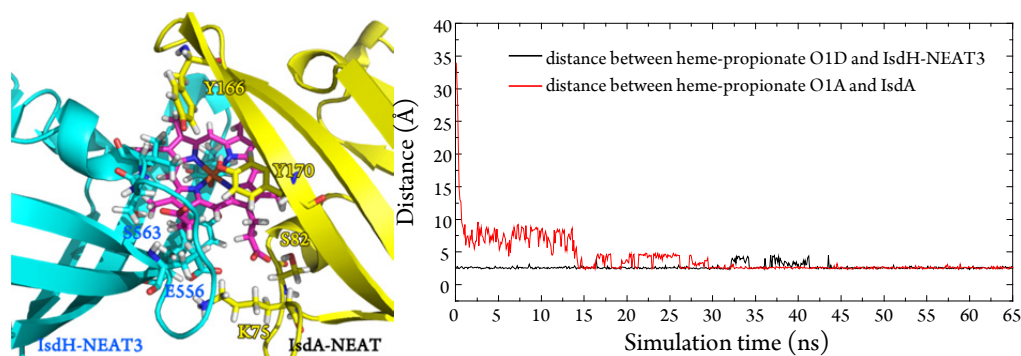 Y166
Y170
S563
S82
E556
K75
IsdH-NEAT3
IsdA-NEAT
40
35
30
25
20
15
10
5
0
Distance (Å)
distance between heme-propionate O1D and IsdH-NEAT3
distance between heme-propionate O1A and IsdA
0 5 10 15 20 25 30 35 40 45 50 55 60 65
Simulation time (ns)